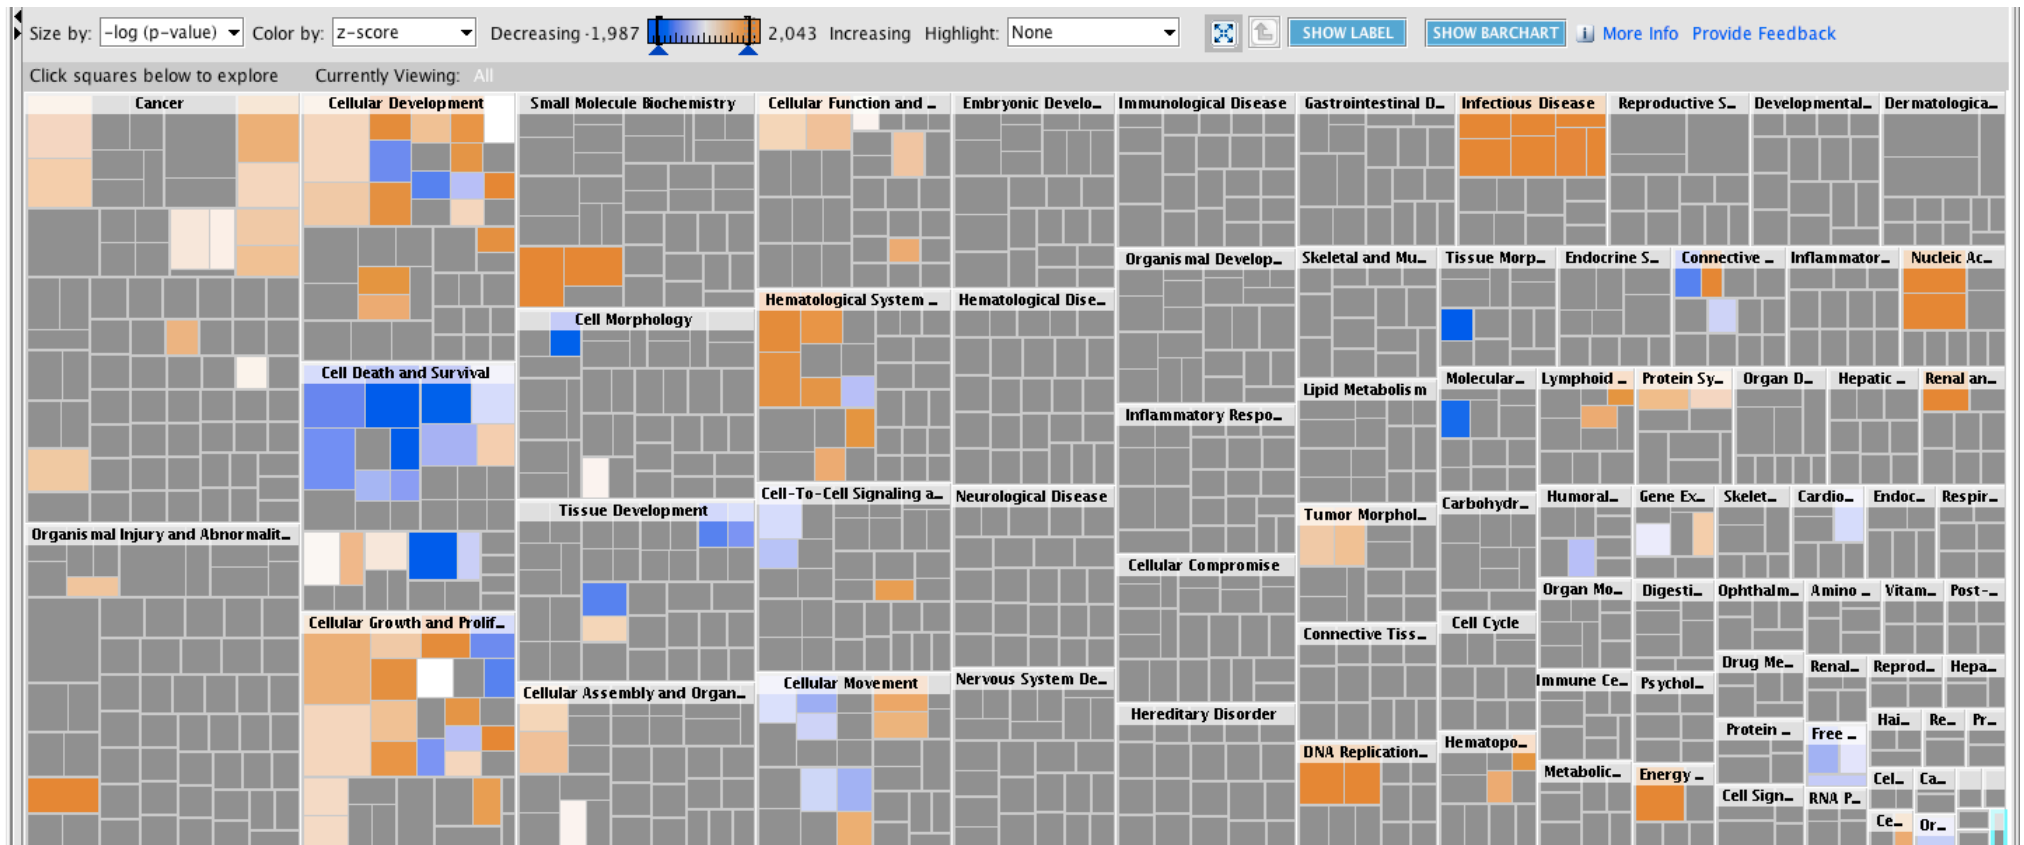 Size by: -log (p-value) Color by: z-score Decreasing -1,987 2,043 Increasing Highlight: None SHOW LABEL SHOW BARCHART i More Info Provide Feedback
Click squares below to explore Currently Viewing: All
Cancer Cellular Development Small Molecule Biochemistry Cellular Function and ... Embryonic Develo... Immunological Disease Gastrointestinal D... Infectious Disease Reproductive S... Developmental... Dermatologica...
Organismal Develop... Skeletal and Mu... Tissue Morp... Endocrine S... Connective ... Inflammator... Nucleic Ac...
Hematological System ... Hematological Dise...
Cell Morphology
Cell Death and Survival Molecular... Lymphoid ... Protein Sy... Organ D... Hepatic ... Renal an...
Lipid Metabolism
Inflammatory Respo...
Cell-To-Cell Signaling a... Neurological Disease Carbohydr... Humoral... Gene Ex... Skelet... Cardio... Endoc... Respir...
Tissue Development Tumor Morphol...
Organismal Injury and Abnormalit...
Cellular Compromise
Organ Mo... Digesti... Ophthalm... Amino ... Vitam... Post-...
Cellular Growth and Prolif... Connective Tiss... Cell Cycle
Drug Me... Renal... Reprod... Hepa...
Cellular Assembly and Organ... Cellular Movement Nervous System De... Immune Ce... Psychol...
Hereditary Disorder Hai... Re... Pr...
DNA Replication... Hematopo... Protein ... Free ...
Metabolic... Energy ... Cel... Ca...
Cell Sign... RNA P...
Ce... Or...